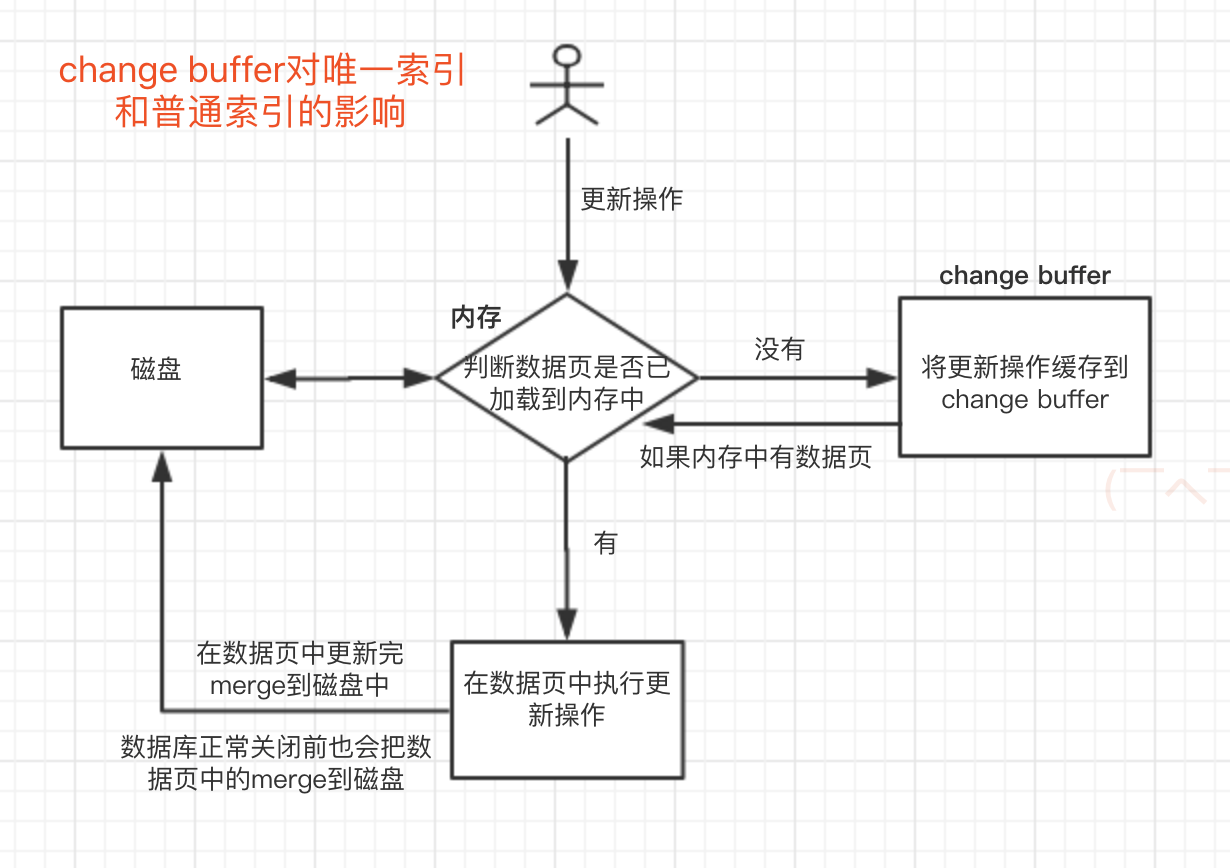 change buffer对唯一索引
和普通索引的影响
更新操作
change buffer
内存
磁盘
判断数据页是否已
加载到内存中
没有
将更新操作缓存到
change buffer
如果内存中有数据页
有
在数据页中更新完
merge到磁盘中
在数据页中执行更
新操作
数据库正常关闭前也会把数
据页中的merge到磁盘